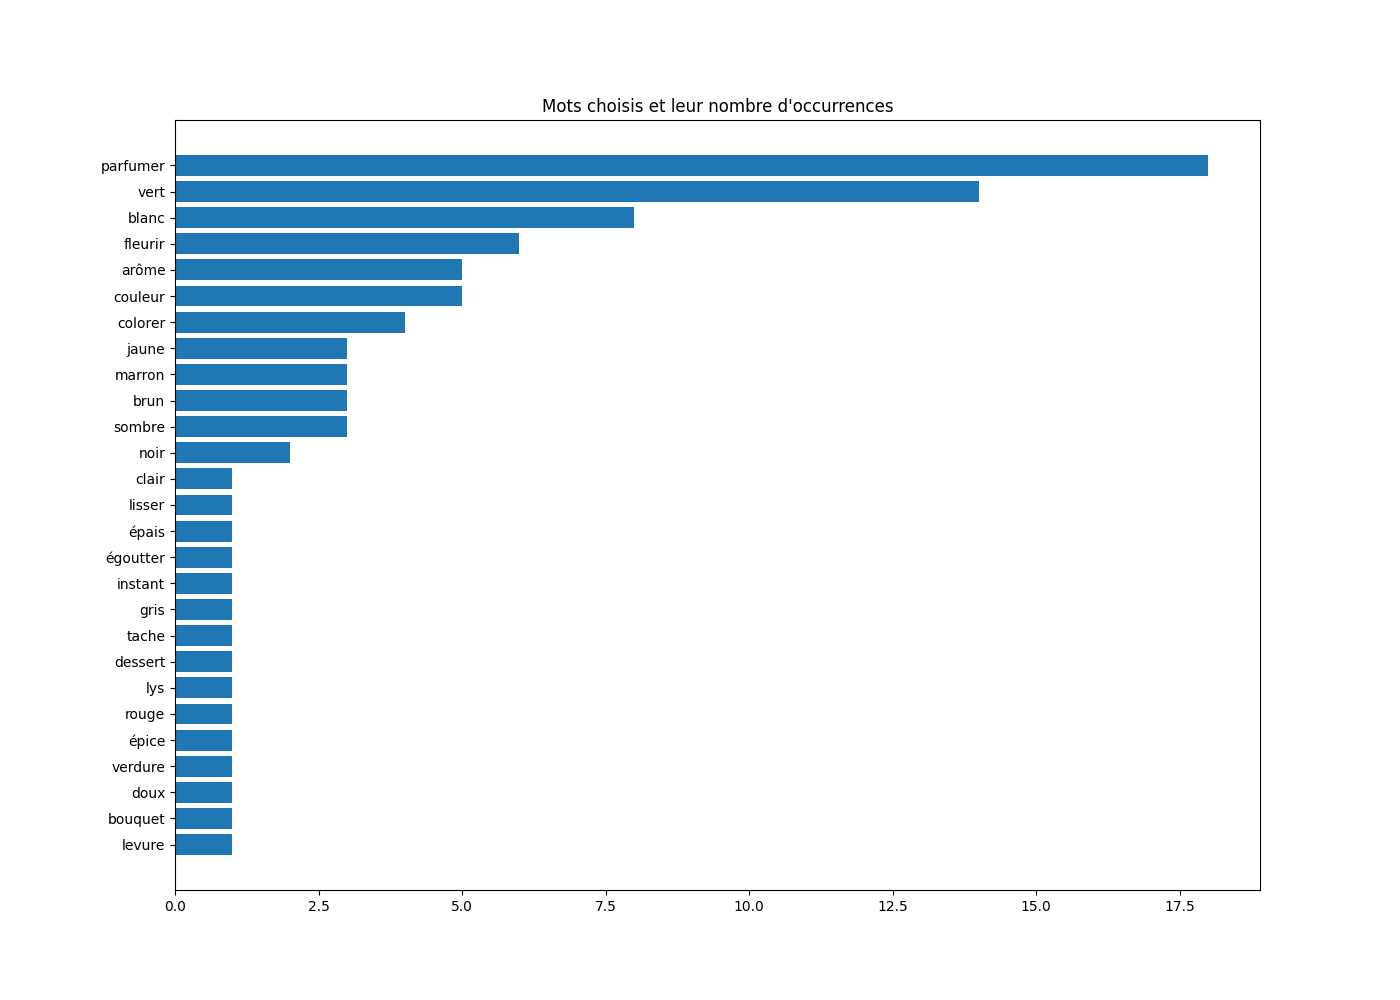 Mots choisis et leur nombre d'occurrences
parfumer
vert
blanc
fleurir
arôme
couleur
colorer
jaune
marron
brun
sombre
noir
clair
lisser
épais
égoutter
instant
gris
tache
dessert
lys
rouge
épice
verdure
doux
bouquet
levure
0.0 2.5 5.0 7.5 10.0 12.5 15.0 17.5